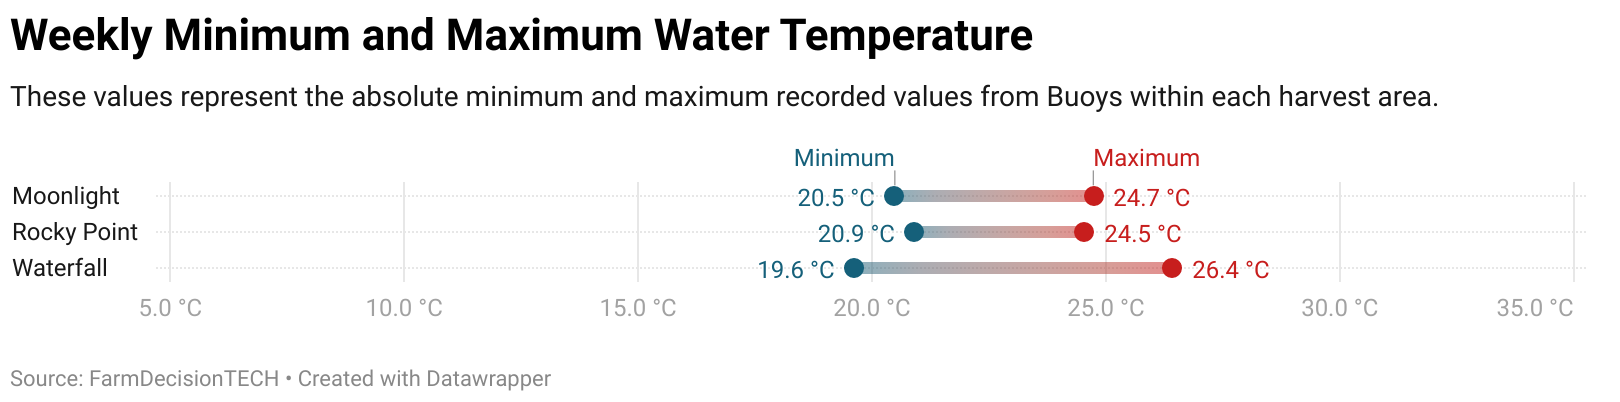 Weekly Minimum and Maximum Water Temperature
These values represent the absolute minimum and maximum recorded values from Buoys within each harvest area.
Minimum Maximum
Moonlight 20.5 °C 24.7 °C
Rocky Point 20.9 °C 24.5 °C
Waterfall 19.6 °C 26.4 °C
5.0 °C 10.0 °C 15.0 °C 20.0 °C 25.0 °C 30.0 °C 35.0 °C
Source: FarmDecisionTECH • Created with Datawrapper